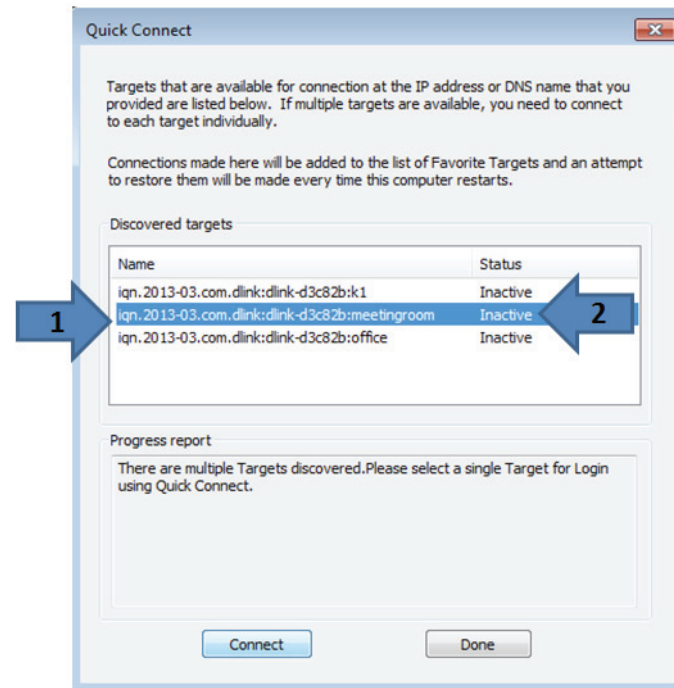 Quick Connect
Targets that are available for connection at the IP address or DNS name that you
provided are listed below.  If multiple targets are available, you need to connect
to each target individually.
Connections made here will be added to the list of Favorite Targets and an attempt
to restore them will be made every time this computer restarts.
Discovered targets
Name Status
iqn.2013-03.com.dlink:dlink-d3c82b:k1 Inactive
1 iqn.2013-03.com.dlink:dlink-d3c82b:meetingroom Inactive 2
iqn.2013-03.com.dlink:dlink-d3c82b:office Inactive
Progress report
There are multiple Targets discovered.Please select a single Target for Login
using Quick Connect.
Connect Done